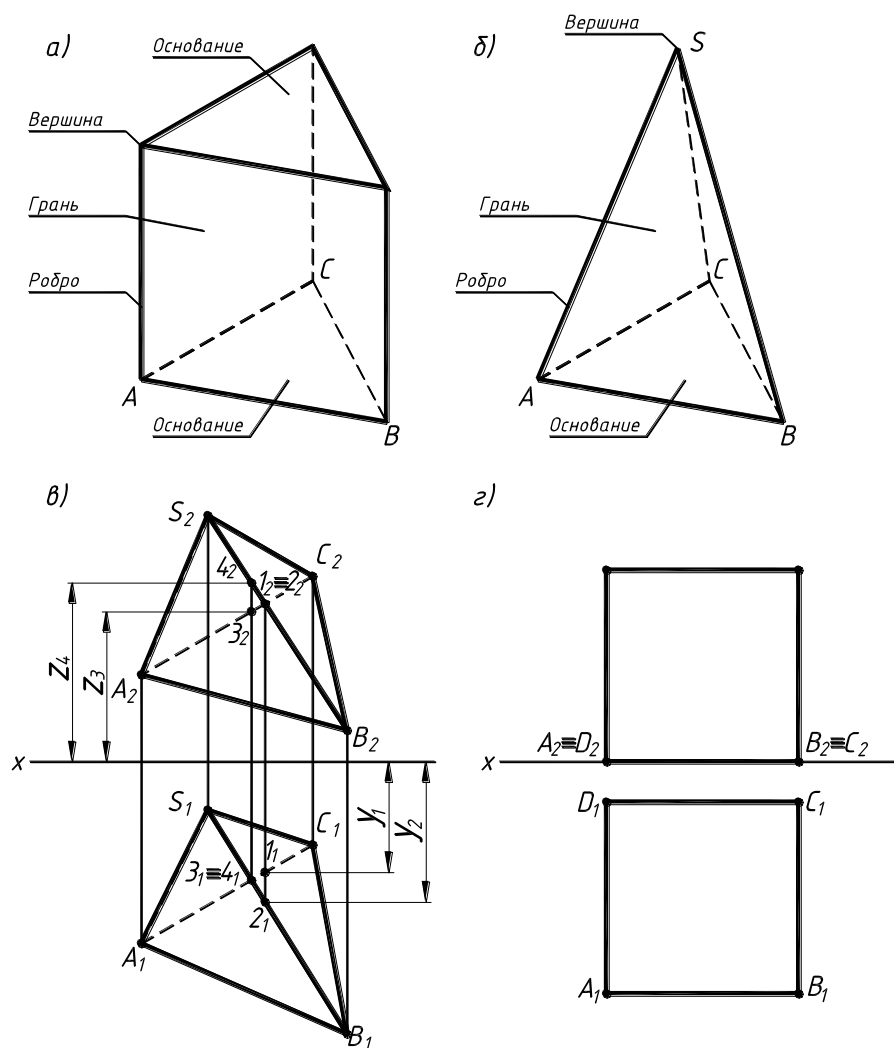 а)
Основание
Вершина
Грань
Робро
C
A
Основание
B
б)
Вершина
S
Грань
Робро
C
A
Основание
B
в)
S₂
C₂
4₂
1₂≡2₂
3₂
Z₄
Z₃
A₂
B₂
x
S₁
C₁
y₁
y₂
1₁
3₁≡4₁
2₁
A₁
B₁
г)
A₂≡D₂
B₂≡C₂
x
D₁
C₁
A₁
B₁